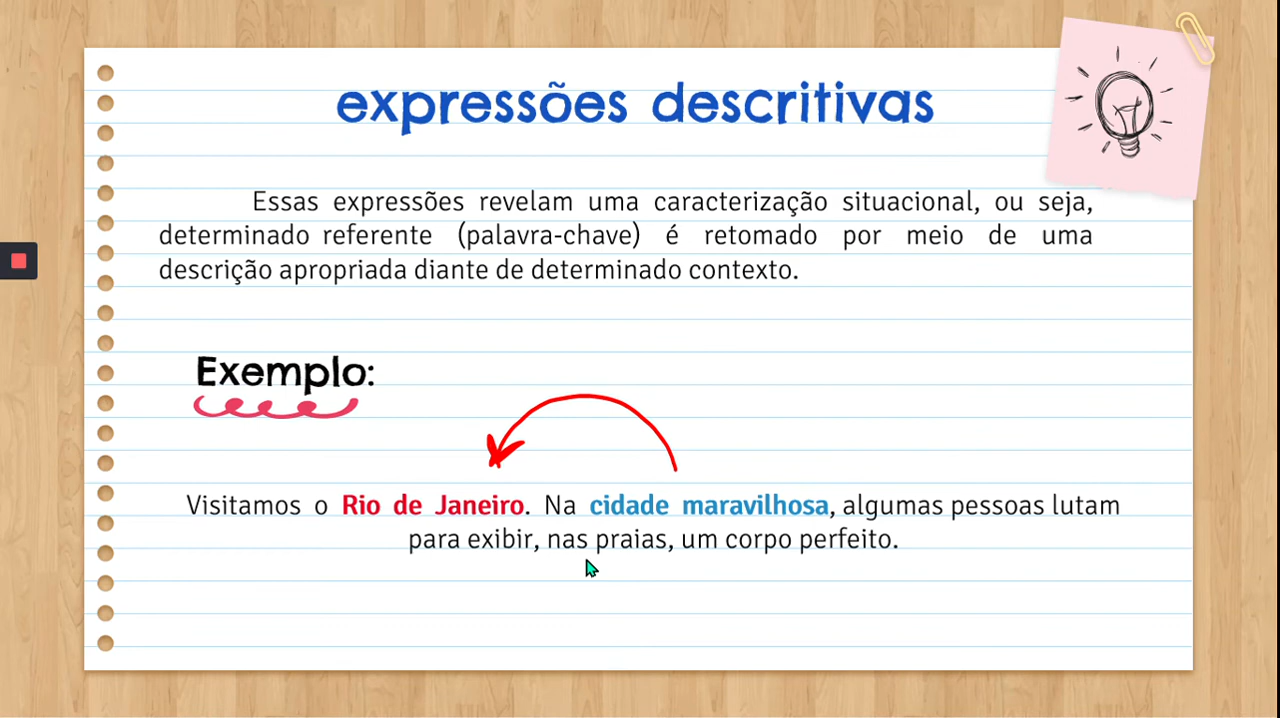 expressões descritivas
Essas expressões revelam uma caracterização situacional, ou seja,
determinado referente (palavra-chave) é retomado por meio de uma
descrição apropriada diante de determinado contexto.
Exemplo:
Visitamos o Rio de Janeiro. Na cidade maravilhosa, algumas pessoas lutam
para exibir, nas praias, um corpo perfeito.